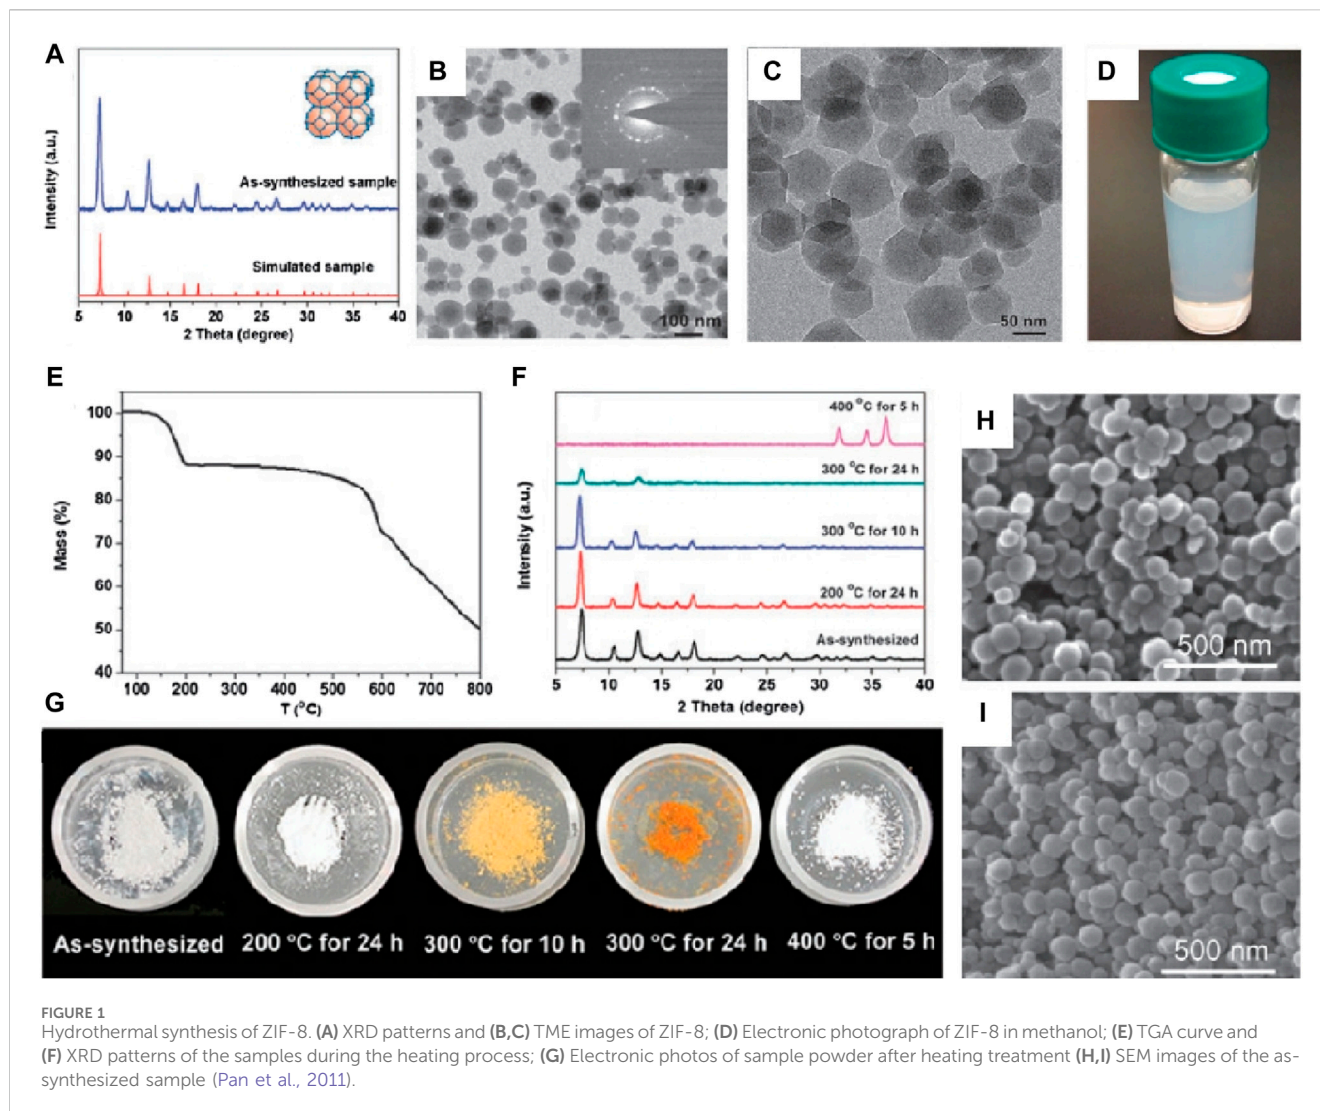 A
Intensity (a.u.)
As-synthesized sample
Simulated sample
5 10 15 20 25 30 35 40
2 Theta (degree)
B
100 nm
C
50 nm
D
E
Mass (%)
100
90
80
70
60
50
40
100 200 300 400 500 600 700 800
T (°C)
F
Intensity (a.u.)
400 °C for 5 h
300 °C for 24 h
300 °C for 10 h
200 °C for 24 h
As-synthesized
5 10 15 20 25 30 35 40
2 Theta (degree)
H
500 nm
G
As-synthesized 200 °C for 24 h 300 °C for 10 h 300 °C for 24 h 400 °C for 5 h
I
500 nm
FIGURE 1
Hydrothermal synthesis of ZIF-8. (A) XRD patterns and (B,C) TME images of ZIF-8; (D) Electronic photograph of ZIF-8 in methanol; (E) TGA curve and
(F) XRD patterns of the samples during the heating process; (G) Electronic photos of sample powder after heating treatment (H,I) SEM images of the as-
synthesized sample (Pan et al., 2011).